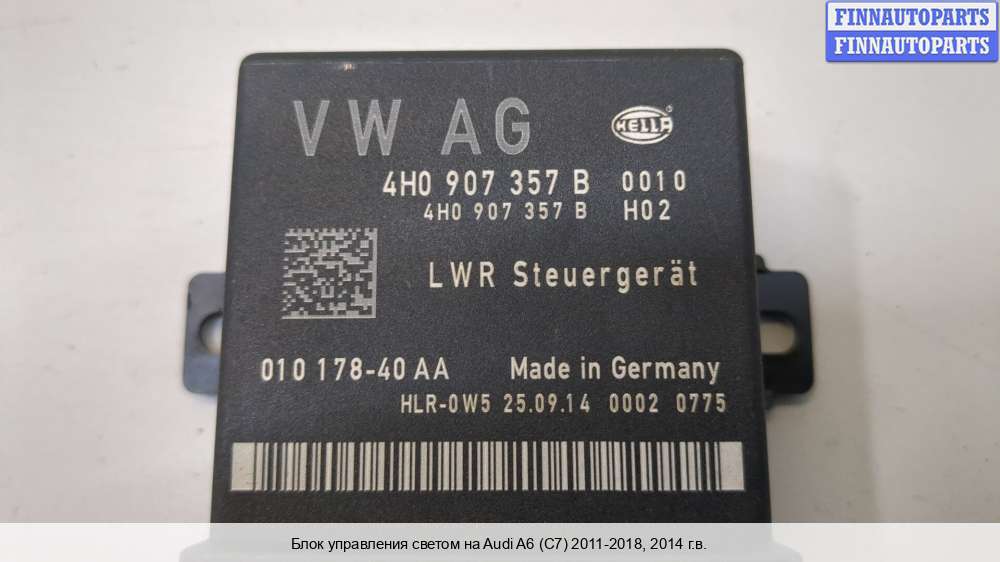 FINNAUTOPARTS
FINNAUTOPARTS
VW AG
HELLA
4H0 907 357 B 0010
4H0 907 357 B H02
LWR Steuergerät
010 178-40 AA Made in Germany
HLR-0W5 25.09.14 0002 0775
Блок управления светом на Audi A6 (C7) 2011-2018, 2014 г.в.